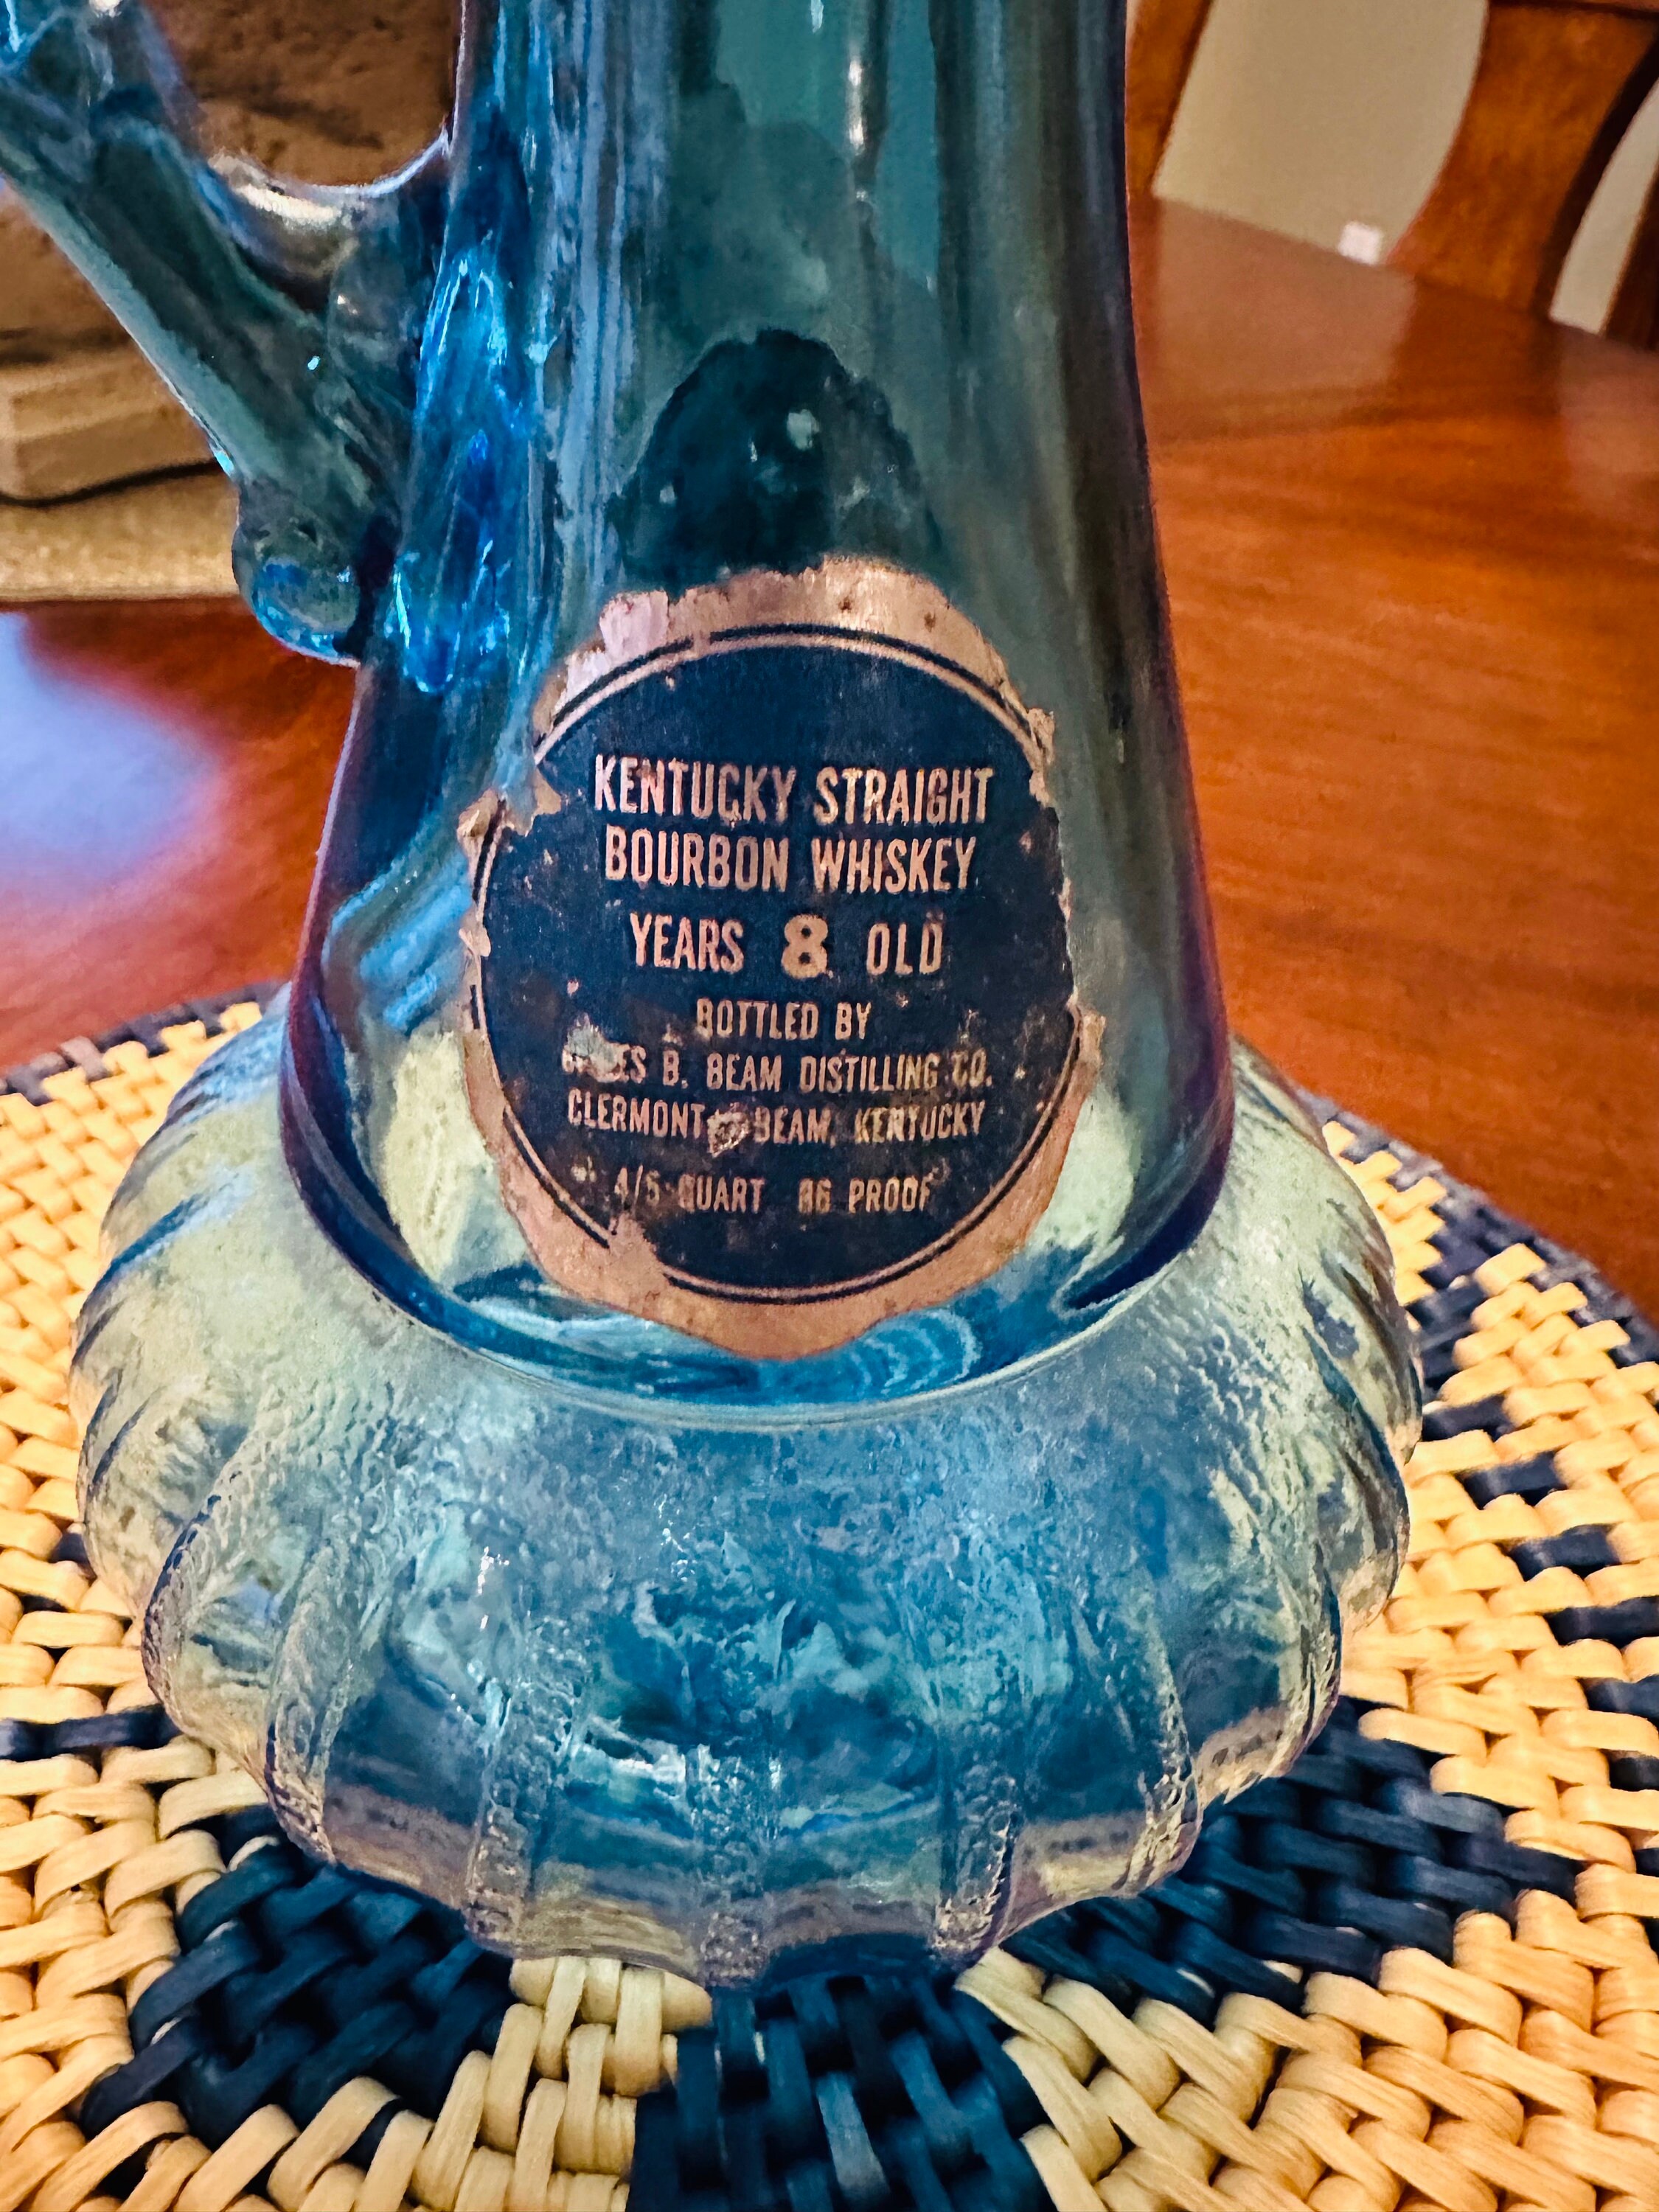 KENTUCKY STRAIGHT
BOURBON WHISKEY
YEARS 8 OLD
BOTTLED BY
B. BEAM DISTILLING CO.
CLERMONT BEAM, KENTUCKY
4/5 QUART 86 PROOF